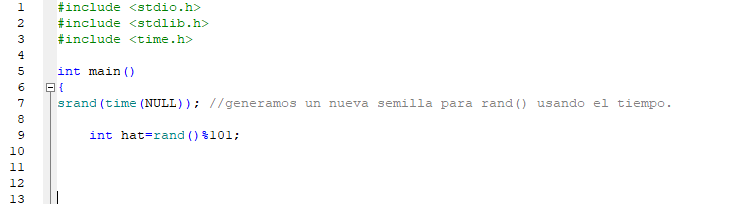 1 #include <stdio.h>
2 #include <stdlib.h>
3 #include <time.h>
4
5 int main()
6 {
7 srand(time(NULL)); //generamos un nueva semilla para rand() usando el tiempo.
8
9 int hat=rand()%101;
10
11
12
13